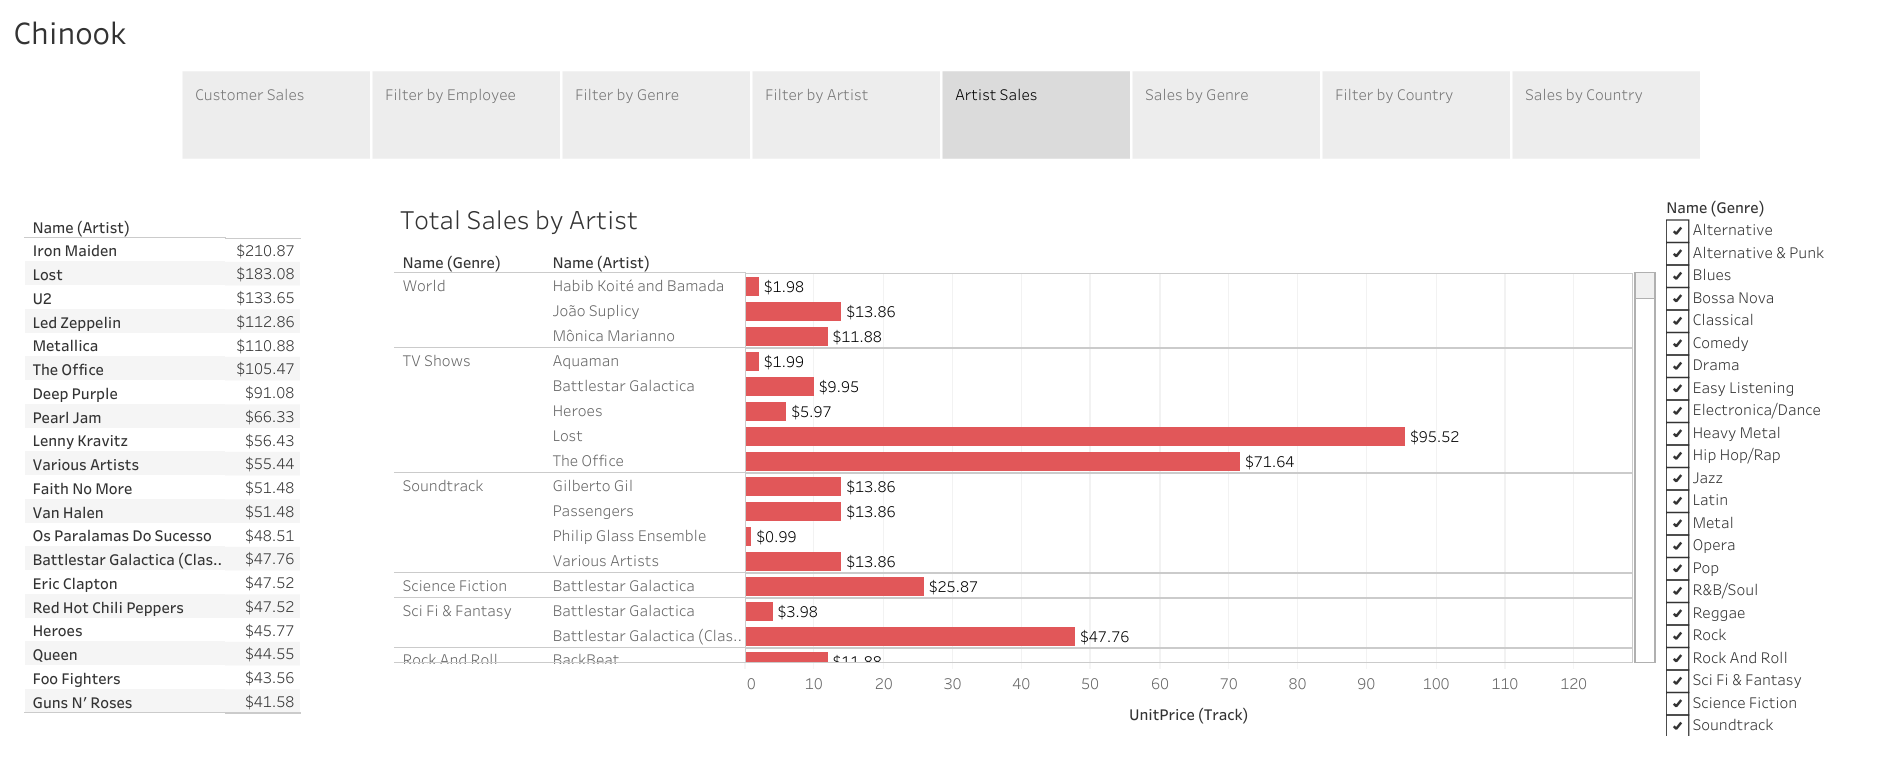 Chinook
Customer Sales
Filter by Employee
Filter by Genre
Filter by Artist
Artist Sales
Sales by Genre
Filter by Country
Sales by Country
Name (Artist)
Iron Maiden $210.87
Lost $183.08
U2 $133.65
Led Zeppelin $112.86
Metallica $110.88
The Office $105.47
Deep Purple $91.08
Pearl Jam $66.33
Lenny Kravitz $56.43
Various Artists $55.44
Faith No More $51.48
Van Halen $51.48
Os Paralamas Do Sucesso $48.51
Battlestar Galactica (Clas.. $47.76
Eric Clapton $47.52
Red Hot Chili Peppers $47.52
Heroes $45.77
Queen $44.55
Foo Fighters $43.56
Guns N’ Roses $41.58
Total Sales by Artist
Name (Genre) Name (Artist)
World Habib Koité and Bamada $1.98
João Suplicy $13.86
Mônica Marianno $11.88
TV Shows Aquaman $1.99
Battlestar Galactica $9.95
Heroes $5.97
Lost $95.52
The Office $71.64
Soundtrack Gilberto Gil $13.86
Passengers $13.86
Philip Glass Ensemble $0.99
Various Artists $13.86
Science Fiction Battlestar Galactica $25.87
Sci Fi & Fantasy Battlestar Galactica $3.98
Battlestar Galactica (Clas.. $47.76
Rock And Roll BackBeat $11.88
0 10 20 30 40 50 60 70 80 90 100 110 120
UnitPrice (Track)
Name (Genre)
Alternative
Alternative & Punk
Blues
Bossa Nova
Classical
Comedy
Drama
Easy Listening
Electronica/Dance
Heavy Metal
Hip Hop/Rap
Jazz
Latin
Metal
Opera
Pop
R&B/Soul
Reggae
Rock
Rock And Roll
Sci Fi & Fantasy
Science Fiction
Soundtrack